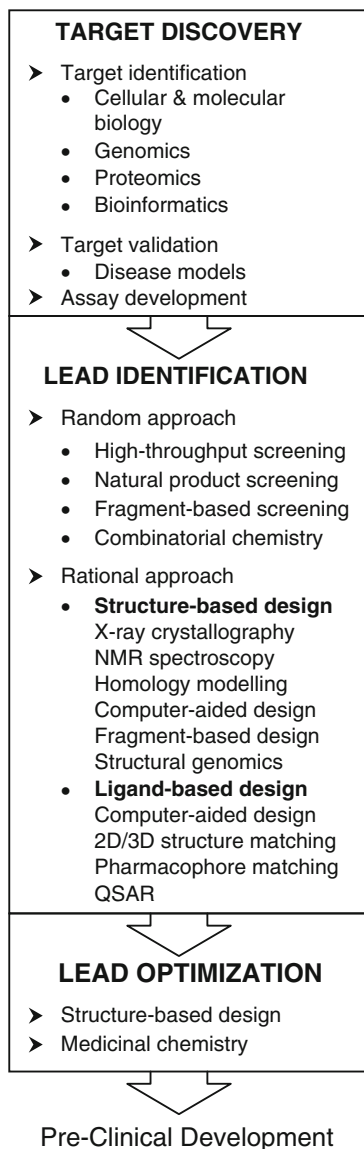 TARGET DISCOVERY
➤ Target identification
• Cellular & molecular
biology
• Genomics
• Proteomics
• Bioinformatics
➤ Target validation
• Disease models
➤ Assay development
LEAD IDENTIFICATION
➤ Random approach
• High-throughput screening
• Natural product screening
• Fragment-based screening
• Combinatorial chemistry
➤ Rational approach
• Structure-based design
X-ray crystallography
NMR spectroscopy
Homology modelling
Computer-aided design
Fragment-based design
Structural genomics
• Ligand-based design
Computer-aided design
2D/3D structure matching
Pharmacophore matching
QSAR
LEAD OPTIMIZATION
➤ Structure-based design
➤ Medicinal chemistry
Pre-Clinical Development